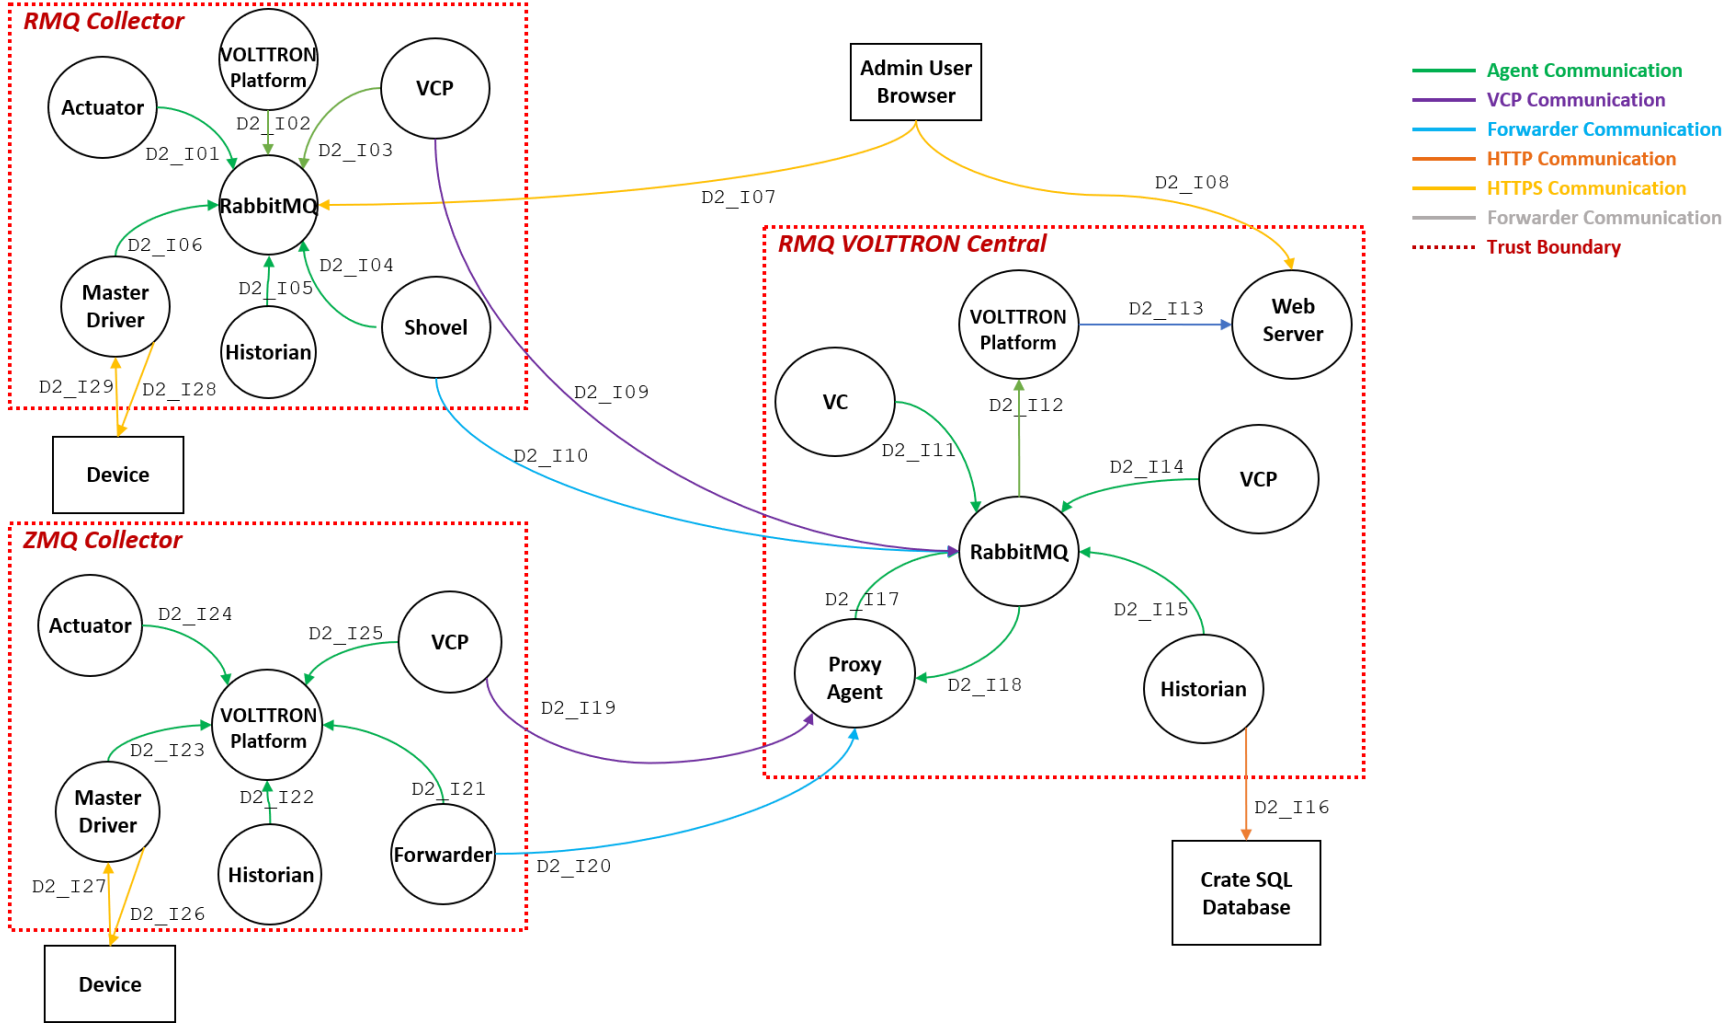 RMQ Collector
VOLTTRON
Platform
VCP
Actuator
D2_I02
D2_I03
D2_I01
RabbitMQ
D2_I06
D2_I04
Master
Driver
D2_I05
Shovel
Historian
D2_I29
D2_I28
Device
Admin User
Browser
D2_I07
D2_I08
D2_I09
D2_I10
Agent Communication
VCP Communication
Forwarder Communication
HTTP Communication
HTTPS Communication
Forwarder Communication
Trust Boundary
RMQ VOLTTRON Central
VOLTTRON
Platform
D2_I13
Web
Server
VC
D2_I12
D2_I11
D2_I14
VCP
RabbitMQ
D2_I17
D2_I15
Proxy
Agent
D2_I18
Historian
D2_I16
Crate SQL
Database
ZMQ Collector
Actuator
D2_I24
D2_I25
VCP
VOLTTRON
Platform
D2_I19
D2_I23
Master
Driver
D2_I22
D2_I21
Historian
Forwarder
D2_I20
D2_I27
D2_I26
Device